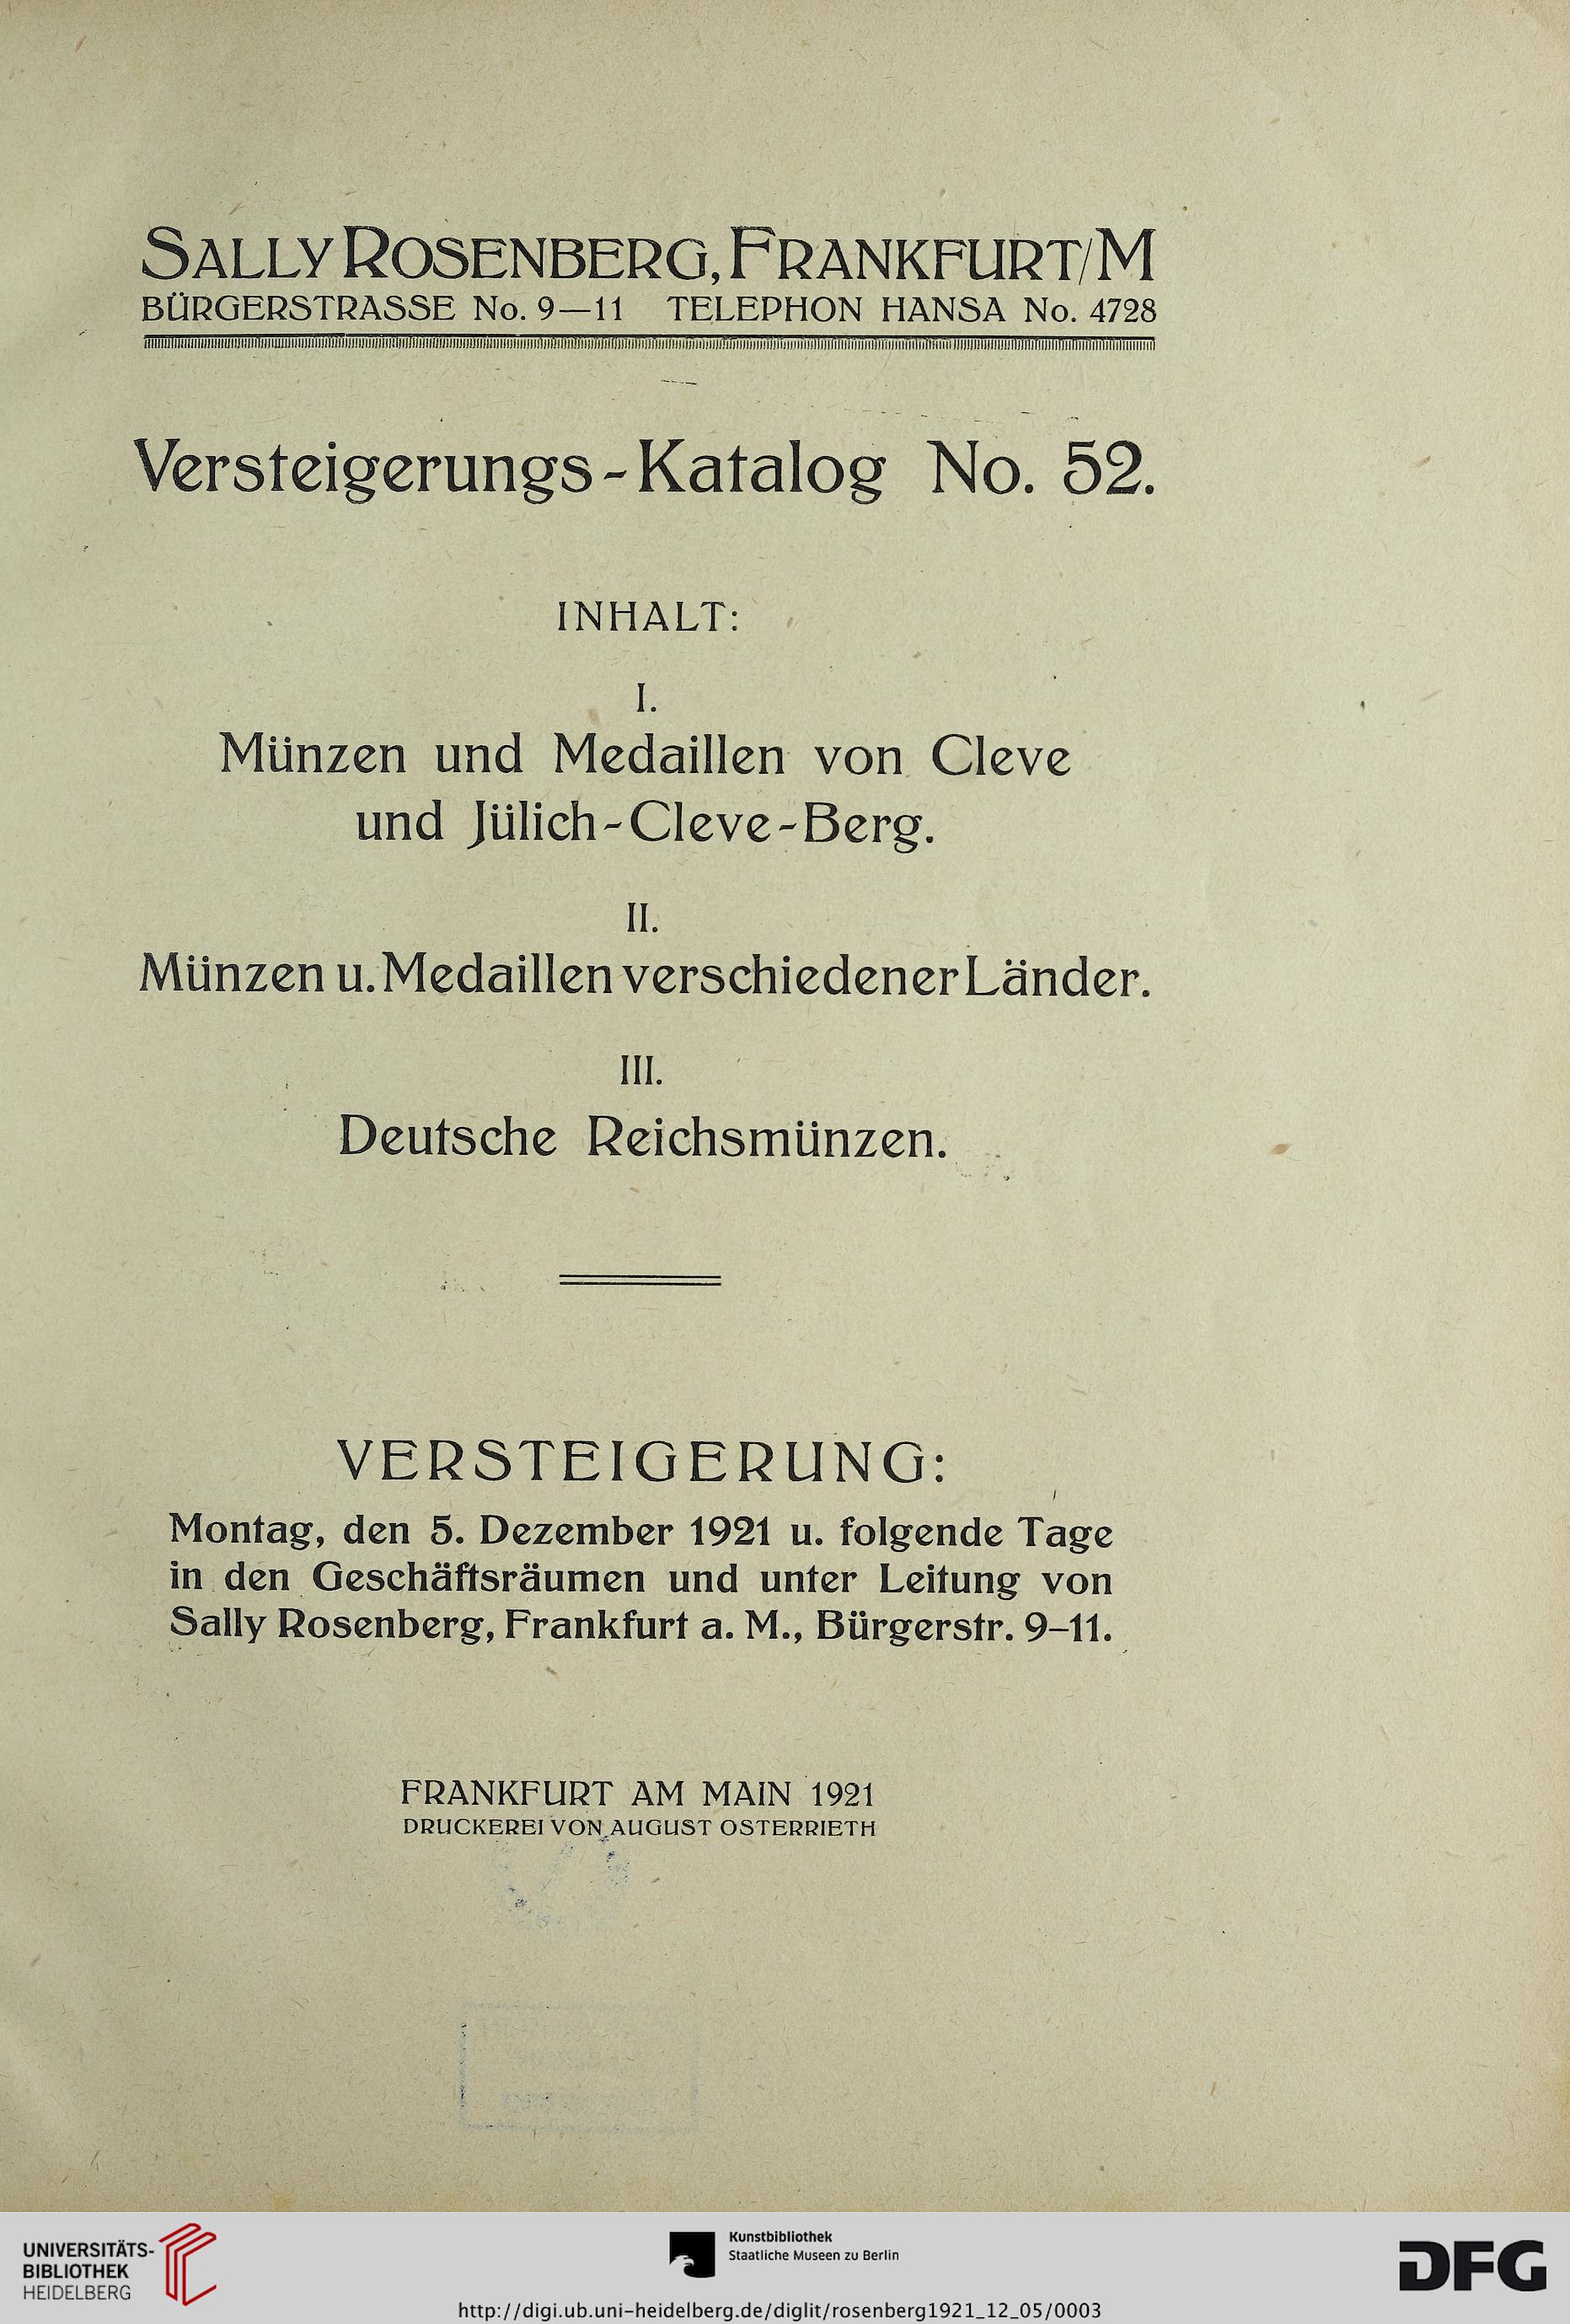 SALLY ROSENBERG, FRANKFURT/M
BÜRGERSTRASSE No. 9—11 TELEPHON HANSA No. 4728
Versteigerungs-Katalog No. 52.
INHALT:
I.
Münzen und Medaillen von Cleve
und Jülich-Cleve-Berg.
II.
Münzen u. Medaillen verschiedener Länder.
III.
Deutsche Reichsmünzen.
VERSTEIGERUNG:
Montag, den 5. Dezember 1921 u. folgende Tage
in den Geschäftsräumen und unter Leitung von
Sally Rosenberg, Frankfurt a. M., Bürgerstr. 9–11.
FRANKFURT AM MAIN 1921
DRUCKEREI VON AUGUST OSTERRIETH
UNIVERSITÄTS-
BIBLIOTHEK
HEIDELBERG
Kunstbibliothek
Staatliche Museen zu Berlin
DFG
http://digi.ub.uni-heidelberg.de/diglit/rosenberg1921_12_05/0003